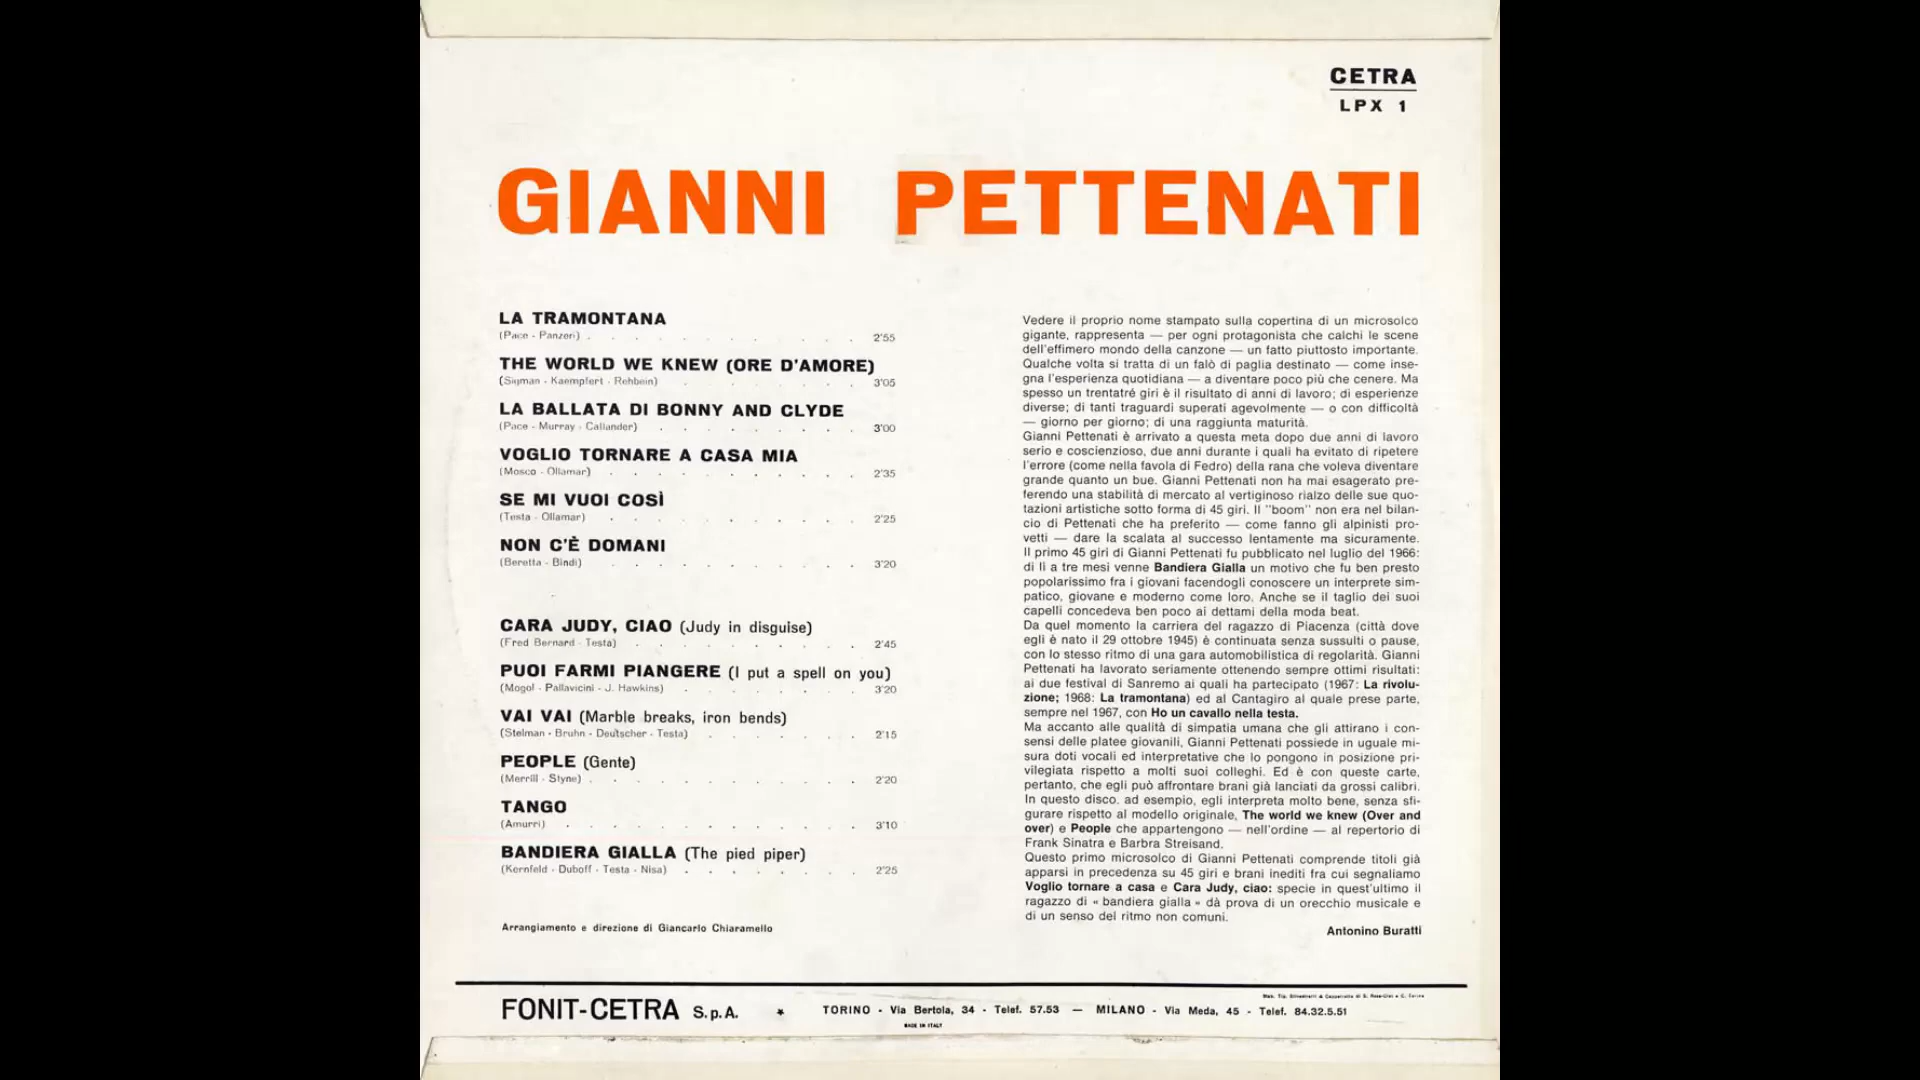 CETRA
LPX 1
GIANNI PETTENATI
LA TRAMONTANA
(Pace - Panzeri) . . . . . . . . . . . 2'55
THE WORLD WE KNEW (ORE D'AMORE)
(Sigman - Kaempfert - Rehbein) . . . . . . . . 3'05
LA BALLATA DI BONNY AND CLYDE
(Pace - Murray - Callander) . . . . . . . . . 3'00
VOGLIO TORNARE A CASA MIA
(Mosco - Ollamar) . . . . . . . . . . . 2'35
SE MI VUOI COSÌ
(Testa - Ollamar) . . . . . . . . . . . 2'25
NON C'È DOMANI
(Beretta - Bindi) . . . . . . . . . . . 3'20
CARA JUDY, CIAO (Judy in disguise)
(Fred Bernard - Testa) . . . . . . . . . . 2'45
PUOI FARMI PIANGERE (I put a spell on you)
(Mogol - Pallavicini - J. Hawkins) . . . . . . . . 3'20
VAI VAI (Marble breaks, iron bends)
(Stelman - Bruhn - Deutscher - Testa) . . . . . . . 2'15
PEOPLE (Gente)
(Merrill - Styne) . . . . . . . . . . . . 2'20
TANGO
(Amurri) . . . . . . . . . . . . . 3'10
BANDIERA GIALLA (The pied piper)
(Kornfeld - Duboff - Testa - Nisa) . . . . . . . . 2'25
Arrangiamento e direzione di Giancarlo Chiaramello
Vedere il proprio nome stampato sulla copertina di un microsolco
gigante, rappresenta — per ogni protagonista che calchi le scene
dell'effimero mondo della canzone — un fatto piuttosto importante.
Qualche volta si tratta di un falò di paglia destinato — come inse-
gna l'esperienza quotidiana — a diventare poco più che cenere. Ma
spesso un trentatré giri è il risultato di anni di lavoro; di esperienze
diverse; di tanti traguardi superati agevolmente — o con difficoltà
— giorno per giorno; di una raggiunta maturità.
Gianni Pettenati è arrivato a questa meta dopo due anni di lavoro
serio e coscienzioso, due anni durante i quali ha evitato di ripetere
l'errore (come nella favola di Fedro) della rana che voleva diventare
grande quanto un bue. Gianni Pettenati non ha mai esagerato pre-
ferendo una stabilità di mercato al vertiginoso rialzo delle sue quo-
tazioni artistiche sotto forma di 45 giri. Il "boom" non era nel bilan-
cio di Pettenati che ha preferito — come fanno gli alpinisti pro-
vetti — dare la scalata al successo lentamente ma sicuramente.
Il primo 45 giri di Gianni Pettenati fu pubblicato nel luglio del 1966:
di lì a tre mesi venne Bandiera Gialla un motivo che fu ben presto
popolarissimo fra i giovani facendogli conoscere un interprete sim-
patico, giovane e moderno come loro. Anche se il taglio dei suoi
capelli concedeva ben poco ai dettami della moda beat.
Da quel momento la carriera del ragazzo di Piacenza (città dove
egli è nato il 29 ottobre 1945) è continuata senza sussulti o pause,
con lo stesso ritmo di una gara automobilistica di regolarità. Gianni
Pettenati ha lavorato seriamente ottenendo sempre ottimi risultati:
ai due festival di Sanremo ai quali ha partecipato (1967: La rivolu-
zione; 1968: La tramontana) ed al Cantagiro al quale prese parte,
sempre nel 1967, con Ho un cavallo nella testa.
Ma accanto alle qualità di simpatia umana che gli attirano i con-
sensi delle platee giovanili, Gianni Pettenati possiede in uguale mi-
sura doti vocali ed interpretative che lo pongono in posizione pri-
vilegiata rispetto a molti suoi colleghi. Ed è con queste carte,
pertanto, che egli può affrontare brani già lanciati da grossi calibri.
In questo disco. ad esempio, egli interpreta molto bene, senza sfi-
gurare rispetto al modello originale, The world we knew (Over and
over) e People che appartengono — nell'ordine — al repertorio di
Frank Sinatra e Barbra Streisand.
Questo primo microsolco di Gianni Pettenati comprende titoli già
apparsi in precedenza su 45 giri e brani inediti fra cui segnaliamo
Voglio tornare a casa e Cara Judy, ciao: specie in quest'ultimo il
ragazzo di « bandiera gialla » dà prova di un orecchio musicale e
di un senso del ritmo non comuni.
Antonino Buratti
FONIT-CETRA S.p.A. ★ TORINO - Via Bertola, 34 - Telef. 57.53 — MILANO - Via Meda, 45 - Telef. 84.32.5.51
MADE IN ITALY